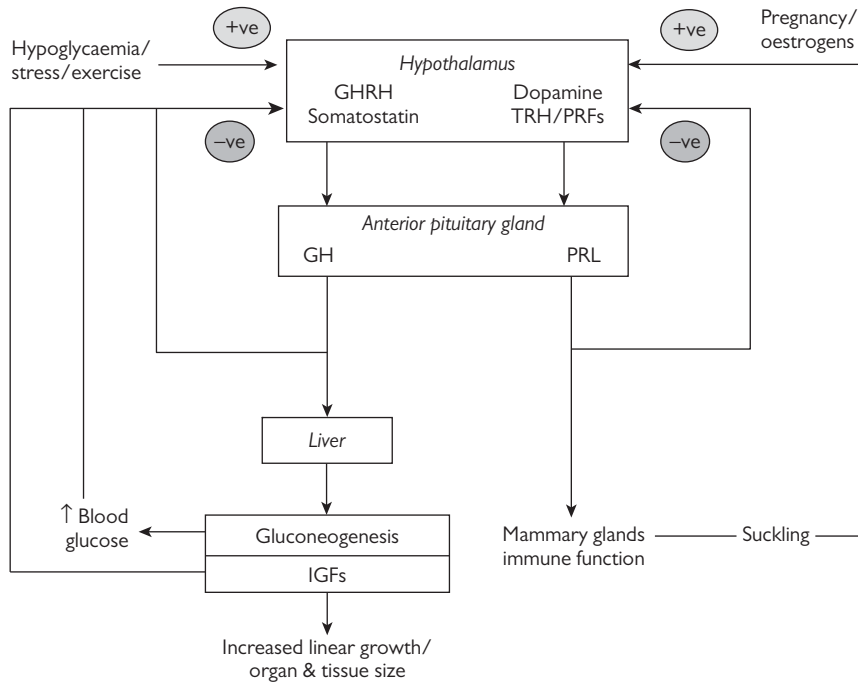 +ve
+ve
Pregnancy/
oestrogens
Hypoglycaemia/
stress/exercise
Hypothalamus
GHRH
Somatostatin
Dopamine
TRH/PRFs
–ve
–ve
Anterior pituitary gland
GH
PRL
Liver
↑ Blood
glucose
Gluconeogenesis
IGFs
Mammary glands
immune function
Suckling
Increased linear growth/
organ & tissue size